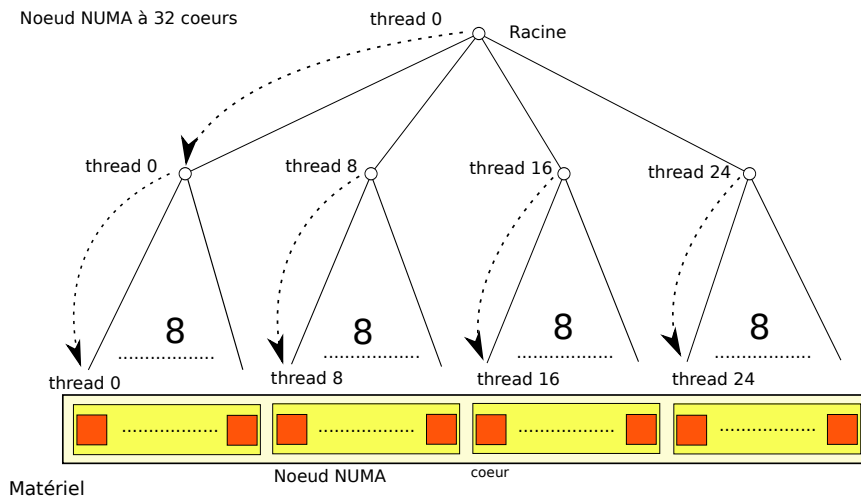 Noeud NUMA à 32 coeurs
thread 0
Racine
thread 0
thread 8
thread 16
thread 24
8
8
8
8
thread 0
thread 8
thread 16
thread 24
Noeud NUMA
coeur
Matériel